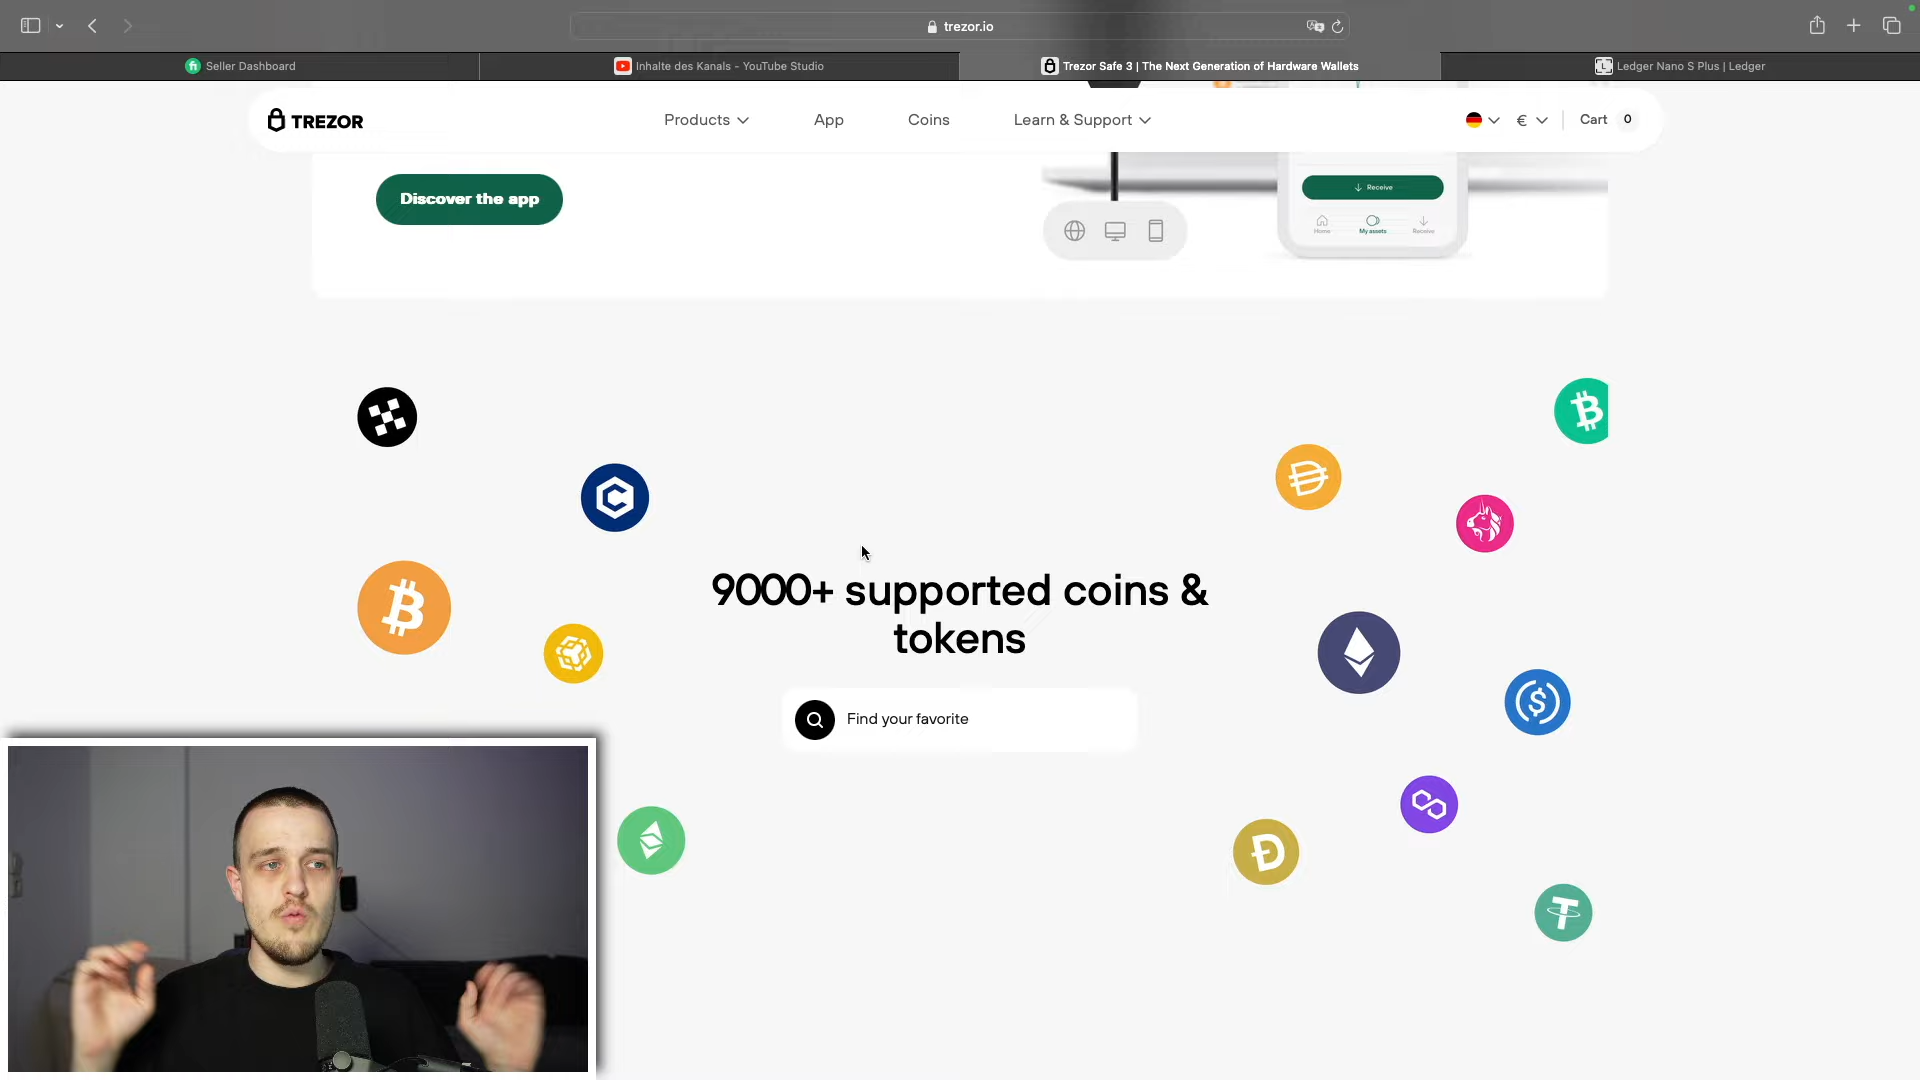 trezor.io
Seller Dashboard
Inhalte des Kanals - YouTube Studio
Trezor Safe 3 | The Next Generation of Hardware Wallets
Ledger Nano S Plus | Ledger
TREZOR
Products
App
Coins
Learn & Support
€
Cart 0
Discover the app
Receive
Home
My assets
Receive
9000+ supported coins &
tokens
Find your favorite